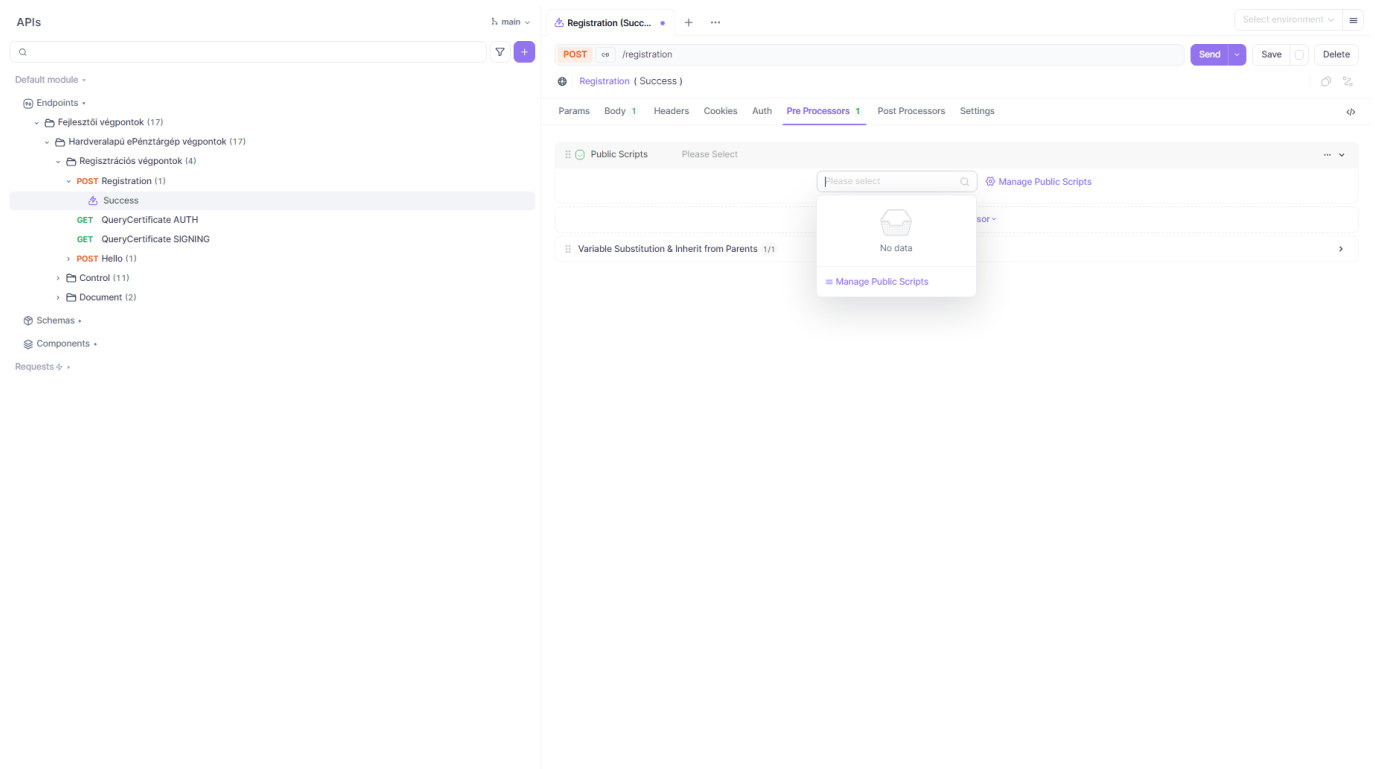 APIs
main
Default module
Endpoints
Fejlesztői végpontok (17)
Hardveralapú ePénztárgép végpontok (17)
Regisztrációs végpontok (4)
POST Registration (1)
Success
GET QueryCertificate AUTH
GET QueryCertificate SIGNING
POST Hello (1)
Control (11)
Document (2)
Schemas
Components
Requests
Registration (Succ...
Select environment
POST /registration
Send
Save
Delete
Registration ( Success )
Params Body 1 Headers Cookies Auth Pre Processors 1 Post Processors Settings
Public Scripts Please Select
Please select
Manage Public Scripts
sor
No data
Manage Public Scripts
Variable Substitution & Inherit from Parents 1/1